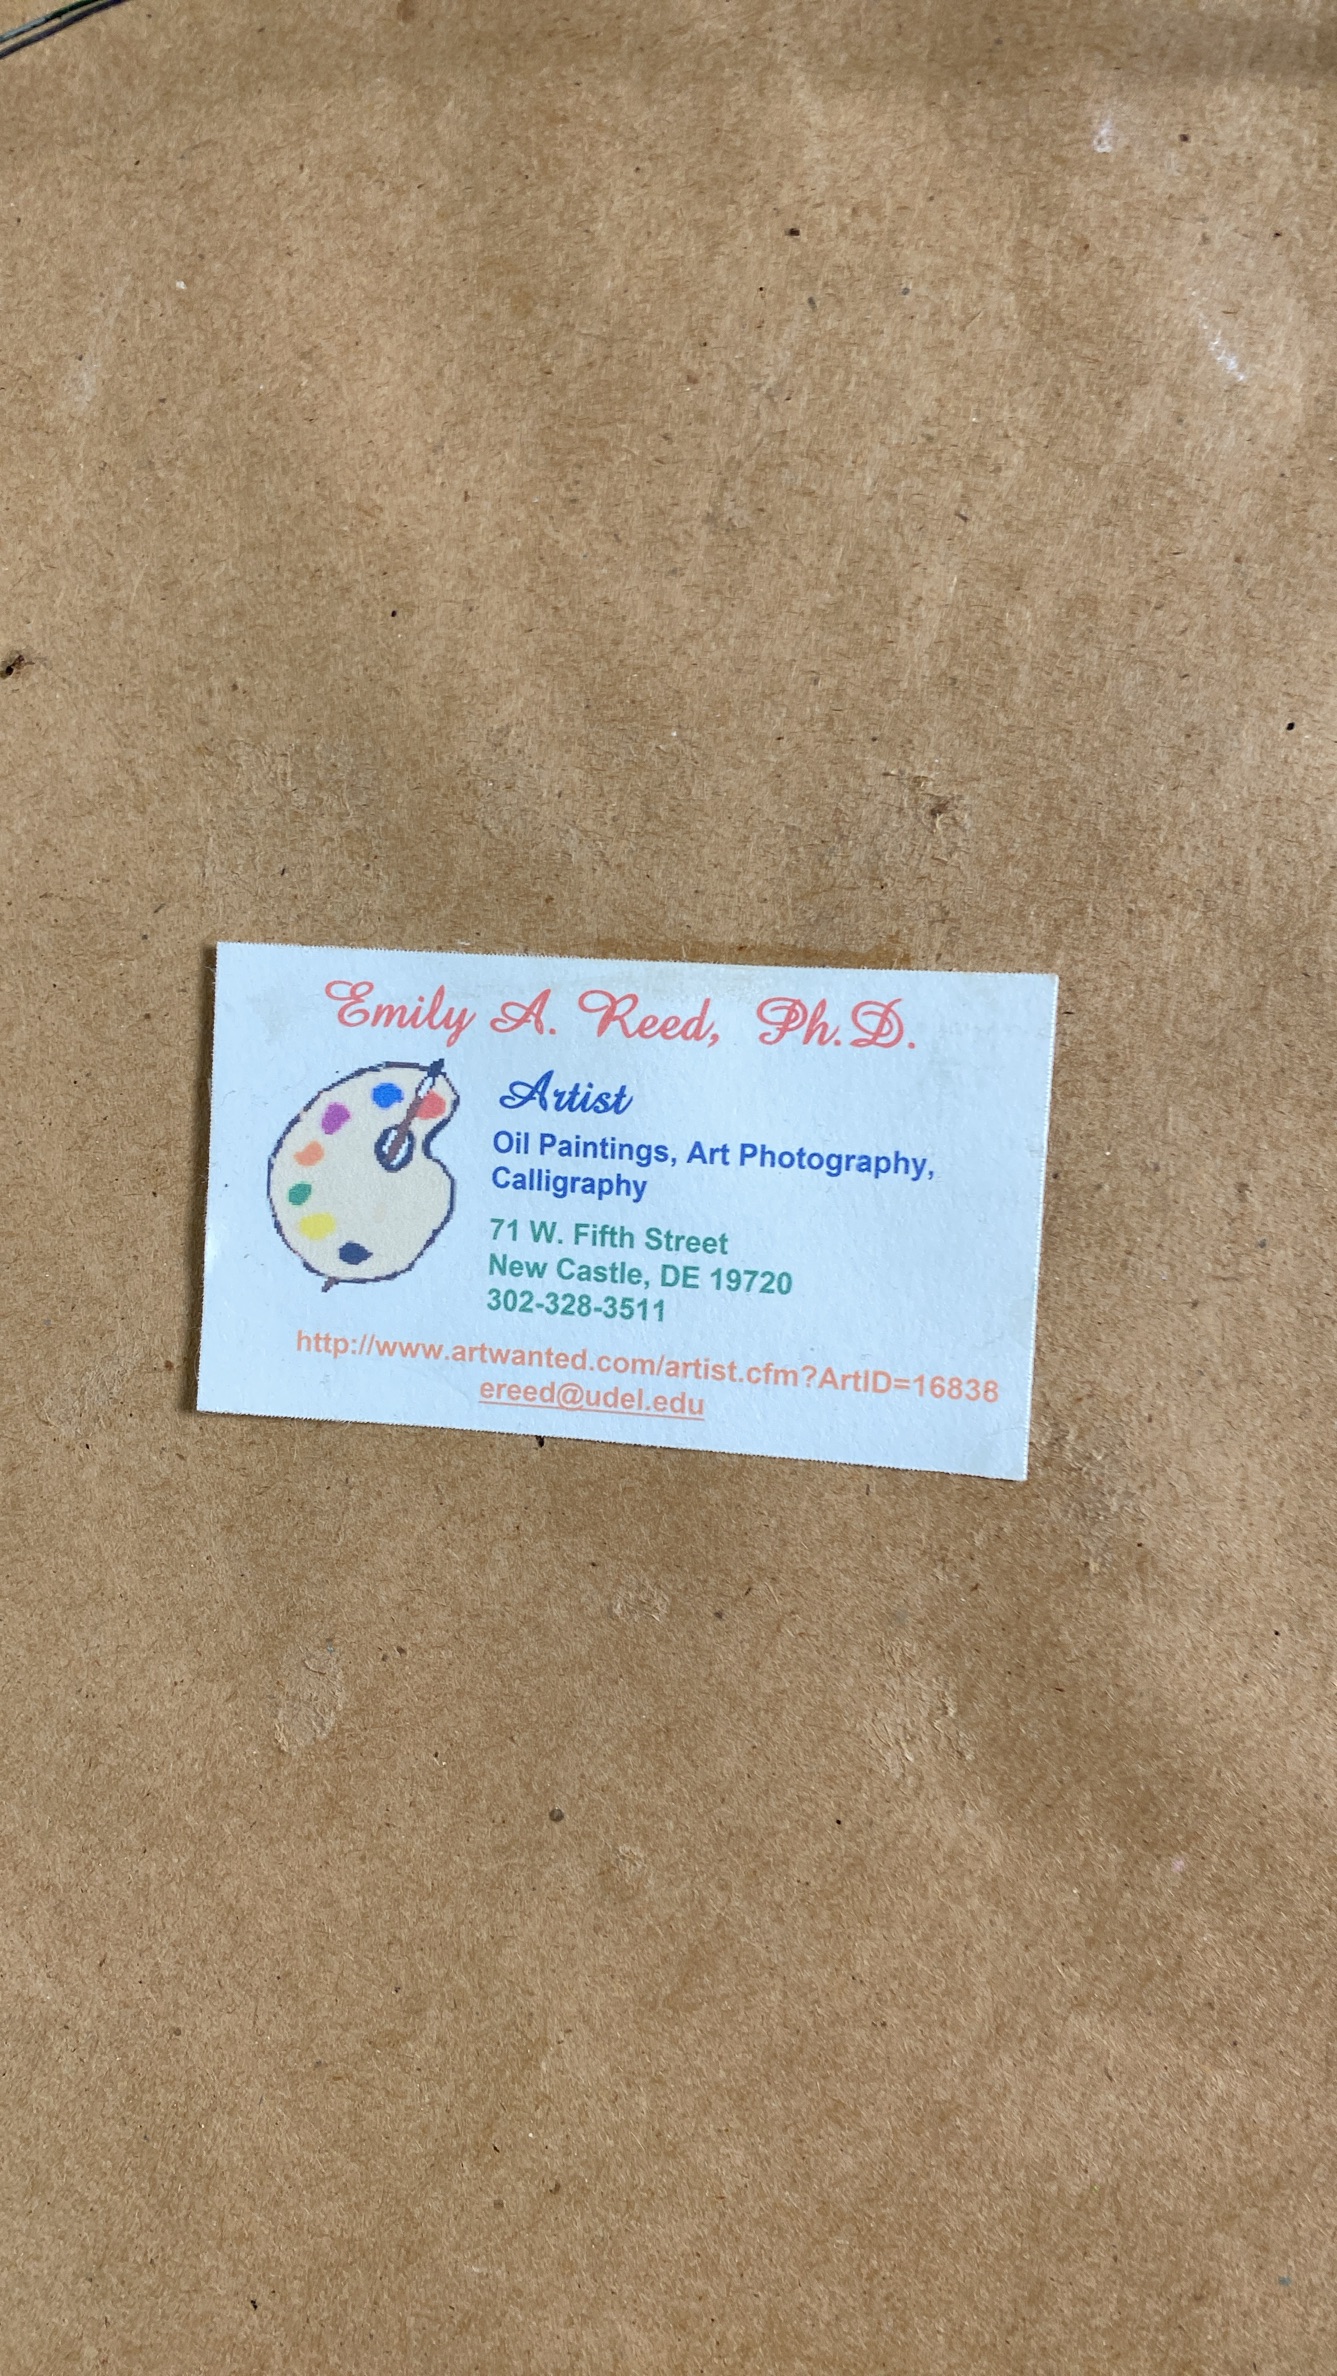 Emily A. Reed, Ph.D.
Artist
Oil Paintings, Art Photography,
Calligraphy
71 W. Fifth Street
New Castle, DE 19720
302-328-3511
http://www.artwanted.com/artist.cfm?ArtID=16838
ereed@udel.edu